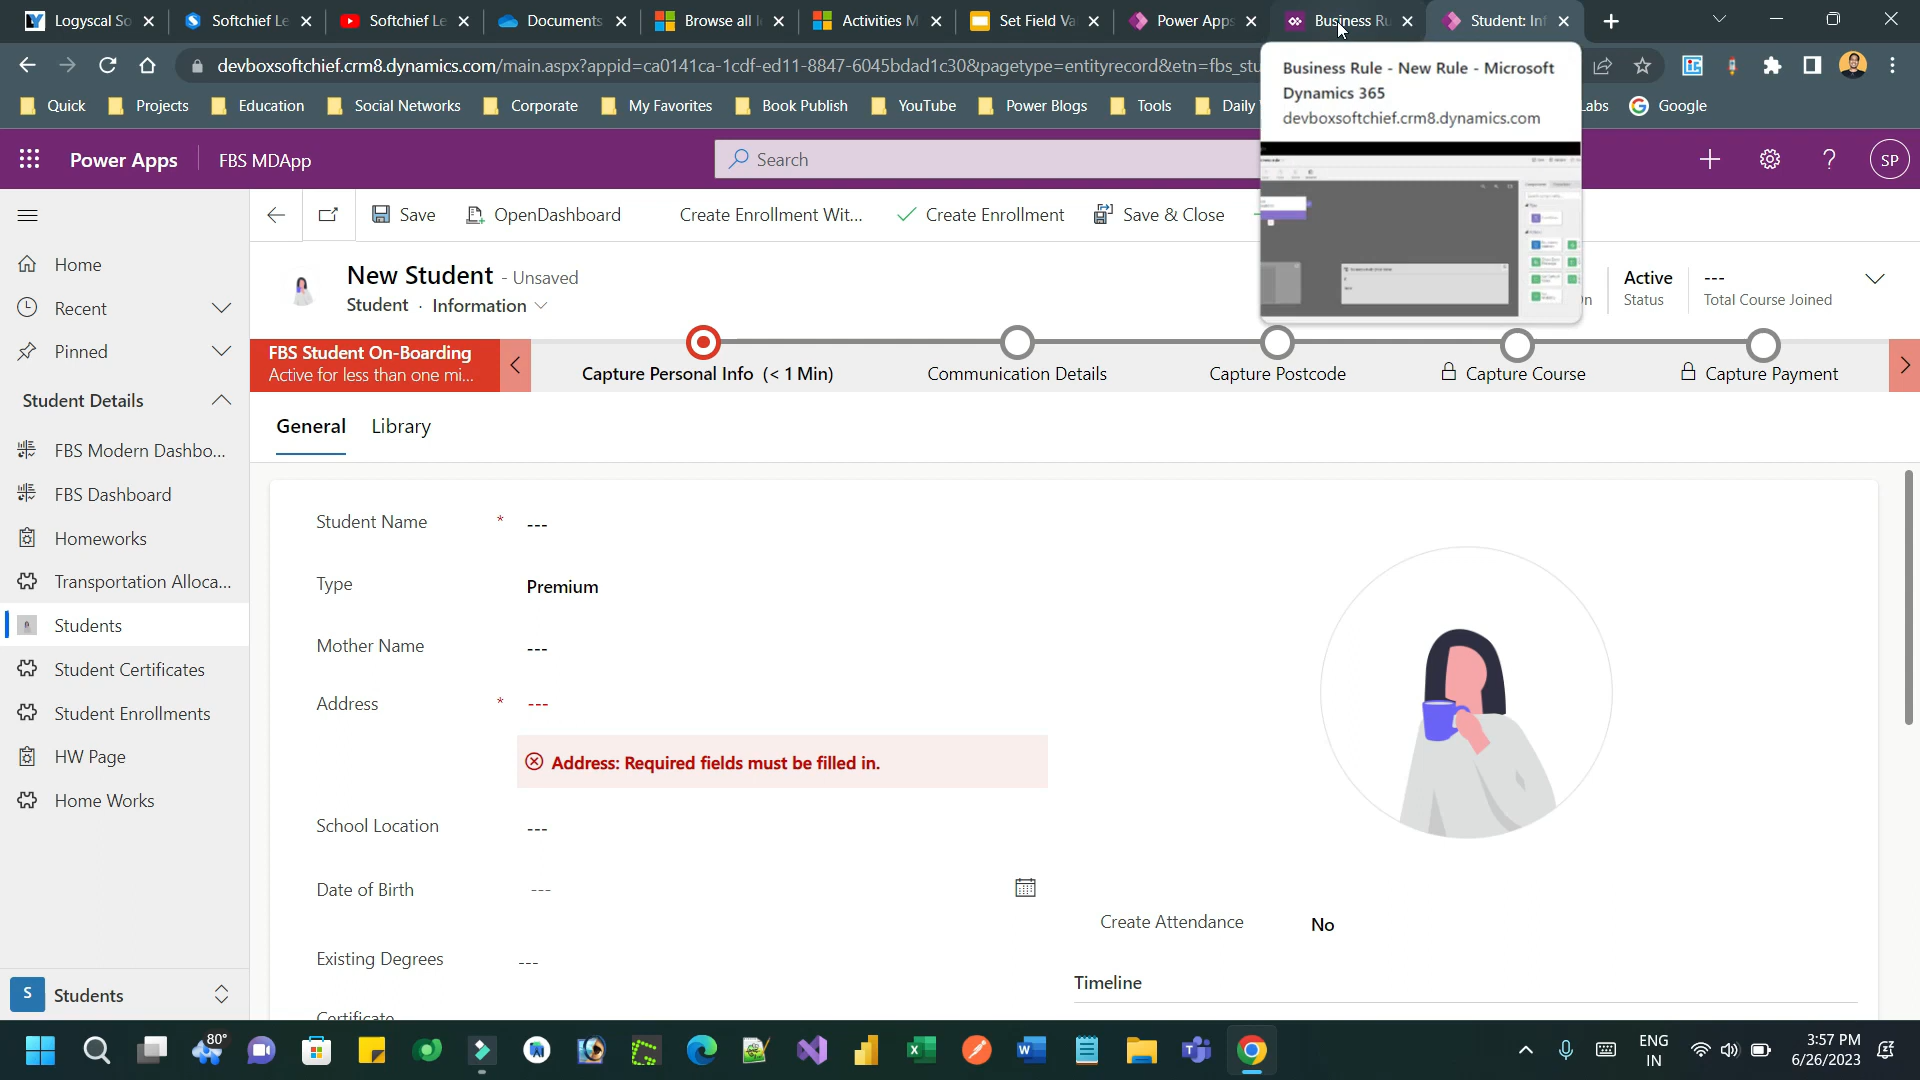 Logyscal So
Softchief Le
Softchief Le
Documents
Browse all
Activities M
Set Field Va
Power Apps
Business Ru
Student: Inf
devboxsoftchief.crm8.dynamics.com/main.aspx?appid=ca0141ca-1cdf-ed11-8847-6045bdad1c30&pagetype=entityrecord&etn=fbs_stu
Quick
Projects
Education
Social Networks
Corporate
My Favorites
Book Publish
YouTube
Power Blogs
Tools
Daily
Google
Business Rule - New Rule - Microsoft
Dynamics 365
devboxsoftchief.crm8.dynamics.com
Power Apps
FBS MDApp
Search
SP
Save
OpenDashboard
Create Enrollment Wit...
Create Enrollment
Save & Close
New Student - Unsaved
Student · Information
Active
Status
---
Total Course Joined
FBS Student On-Boarding
Active for less than one mi...
Capture Personal Info (< 1 Min)
Communication Details
Capture Postcode
Capture Course
Capture Payment
Home
Recent
Pinned
Student Details
FBS Modern Dashbo...
FBS Dashboard
Homeworks
Transportation Alloca...
Students
Student Certificates
Student Enrollments
HW Page
Home Works
S Students
General
Library
Student Name * ---
Type Premium
Mother Name ---
Address * ---
Address: Required fields must be filled in.
School Location ---
Date of Birth ---
Existing Degrees ---
Certificate
Create Attendance No
Timeline
80°
ENG
IN
3:57 PM
6/26/2023